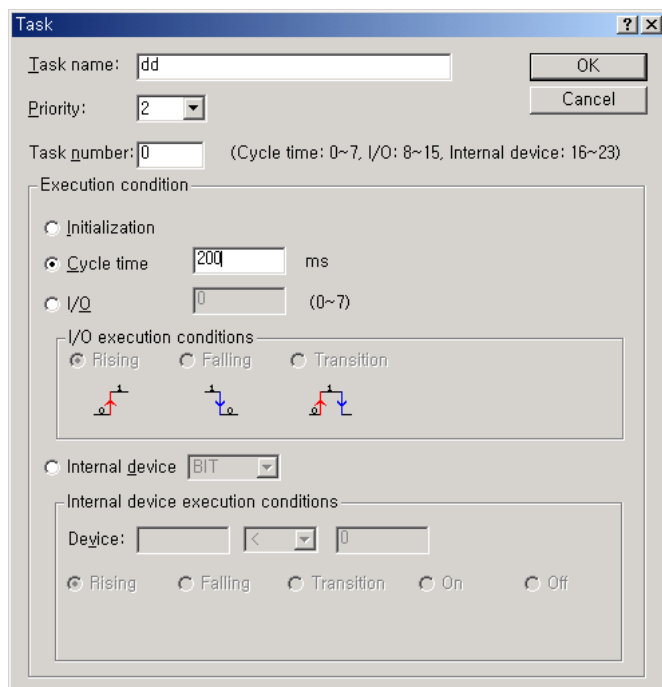 Task
Task name: dd
OK
Priority: 2
Cancel
Task number: 0 (Cycle time: 0~7, I/O: 8~15, Internal device: 16~23)
Execution condition
Initialization
Cycle time 200 ms
I/O 0 (0~7)
I/O execution conditions
Rising Falling Transition
0 1 1 0 0 1
Internal device BIT
Internal device execution conditions
Device: < 0
Rising Falling Transition On Off